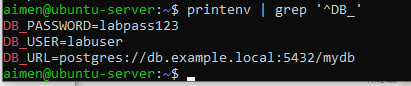 aimen@ubuntu-server:~$ printenv | grep '^DB_'
DB_PASSWORD=labpass123
DB_USER=labuser
DB_URL=postgres://db.example.local:5432/mydb
aimen@ubuntu-server:~$